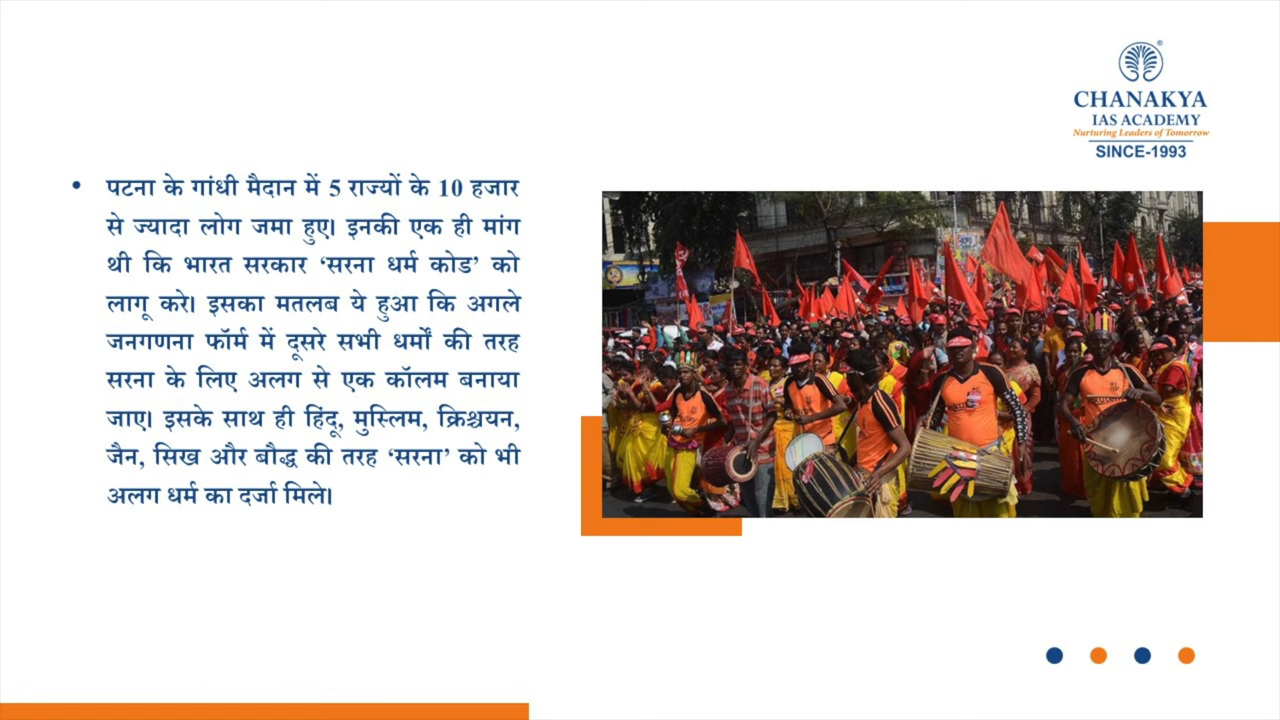 CHANAKYA
IAS ACADEMY
Nurturing Leaders of Tomorrow
SINCE-1993
• पटना के गांधी मैदान में 5 राज्यों के 10 हजार
से ज्यादा लोग जमा हुए। इनकी एक ही मांग
थी कि भारत सरकार ‘सरना धर्म कोड’ को
लागू करे। इसका मतलब ये हुआ कि अगले
जनगणना फॉर्म में दूसरे सभी धर्मों की तरह
सरना के लिए अलग से एक कॉलम बनाया
जाए। इसके साथ ही हिंदू, मुस्लिम, क्रिश्चयन,
जैन, सिख और बौद्ध की तरह ‘सरना’ को भी
अलग धर्म का दर्जा मिले।